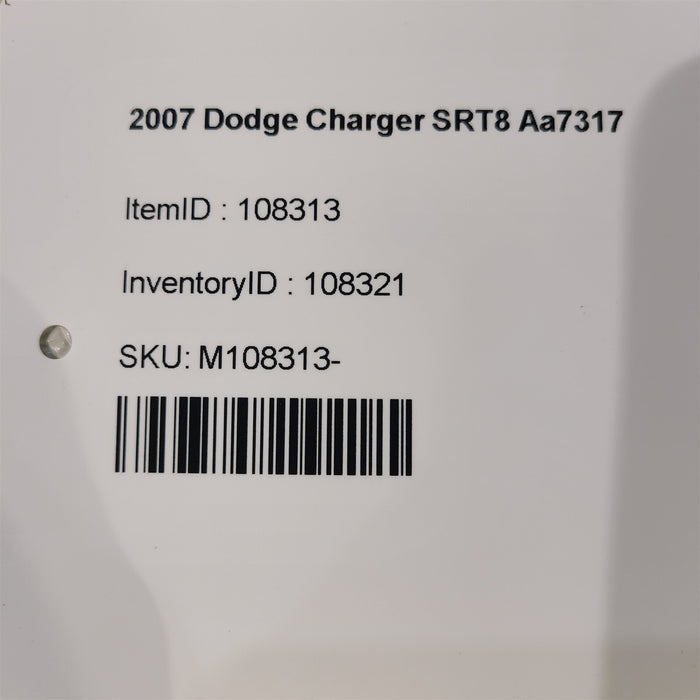 2007 Dodge Charger SRT8 Aa7317
ItemID : 108313
InventoryID : 108321
SKU: M108313-